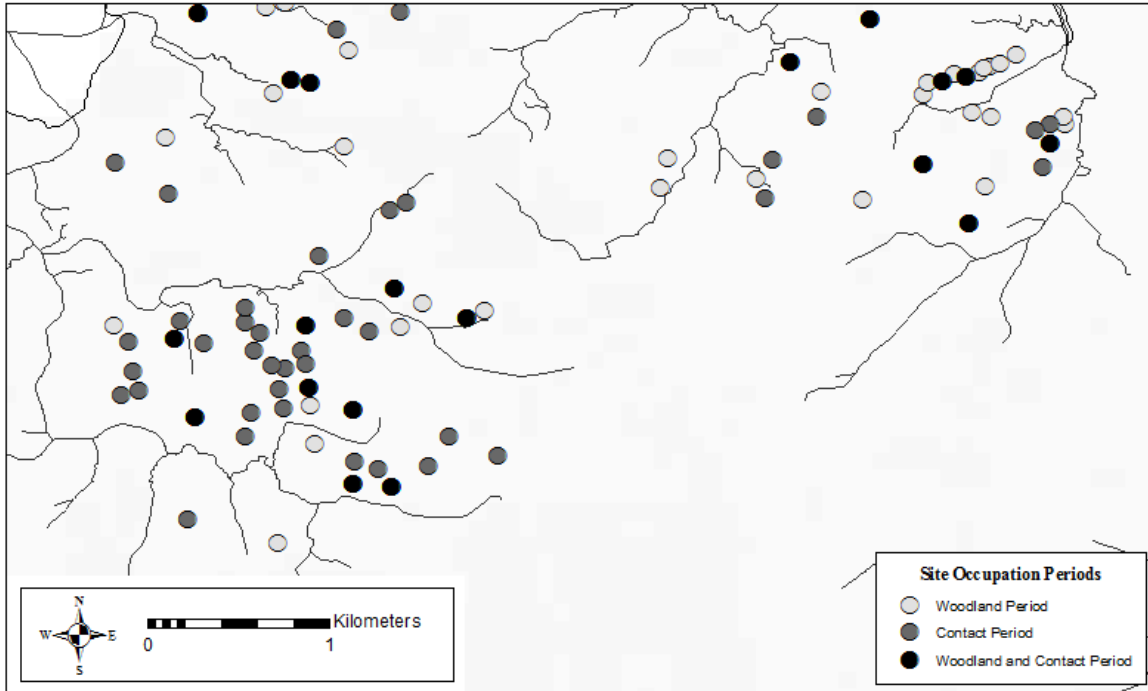 N
W E
S
Kilometers
0 1
Site Occupation Periods
Woodland Period
Contact Period
Woodland and Contact Period